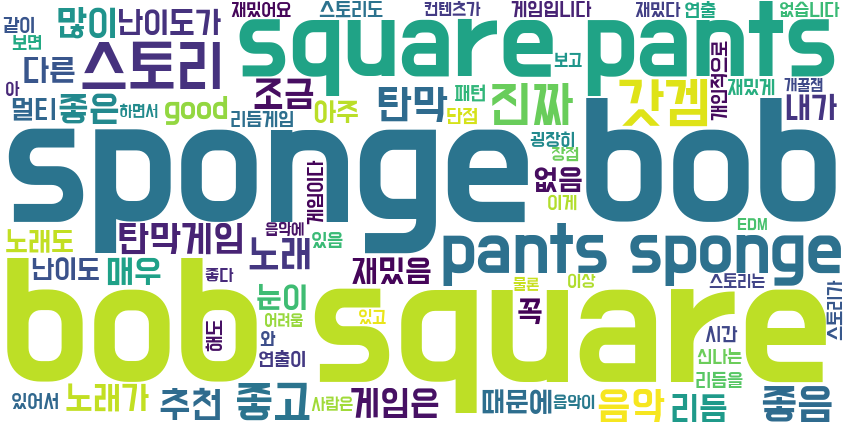 같이 많이 난이도가 재밌어요 스토리도 컨텐츠가 게임입니다 재밌다 연출 없습니다
보면 square pants
다른 스토리 보고 개인적으로
아 조금 탄막 패턴 진짜 갓겜 재밌게 개꿀잼
멀티 좋은 하면서 good 아주 단점 내가
리듬게임
sponge bob
굉장히
장점
게임이다 없음
이게
노래도 탄막게임 음악에 노래 있음 EDM
pants sponge
난이도 매우 좋다 재밌음 물론 이상 스토리는
bob square
눈이 꼭 스토리가
어려움 있고
해도 와 시간
연출이 신나는
리듬을
있어서 노래가 추천 좋고 사람은 게임은 때문에 음악이 음악 리듬 좋음